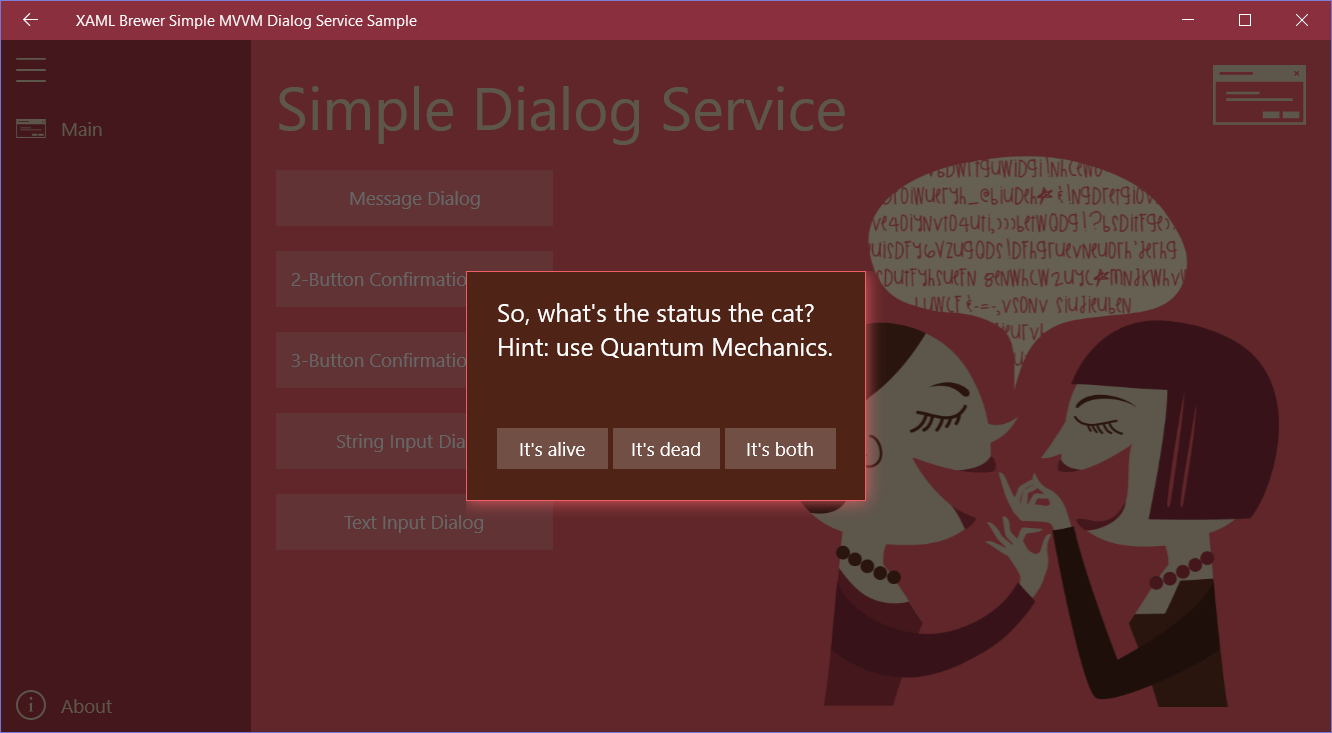 XAML Brewer Simple MVVM Dialog Service Sample
Main
Simple Dialog Service
Message Dialog
2-Button Confirmatio
3-Button Confirmatio
String Input Dia
Text Input Dialog
So, what's the status the cat?
Hint: use Quantum Mechanics.
It's alive
It's dead
It's both
About